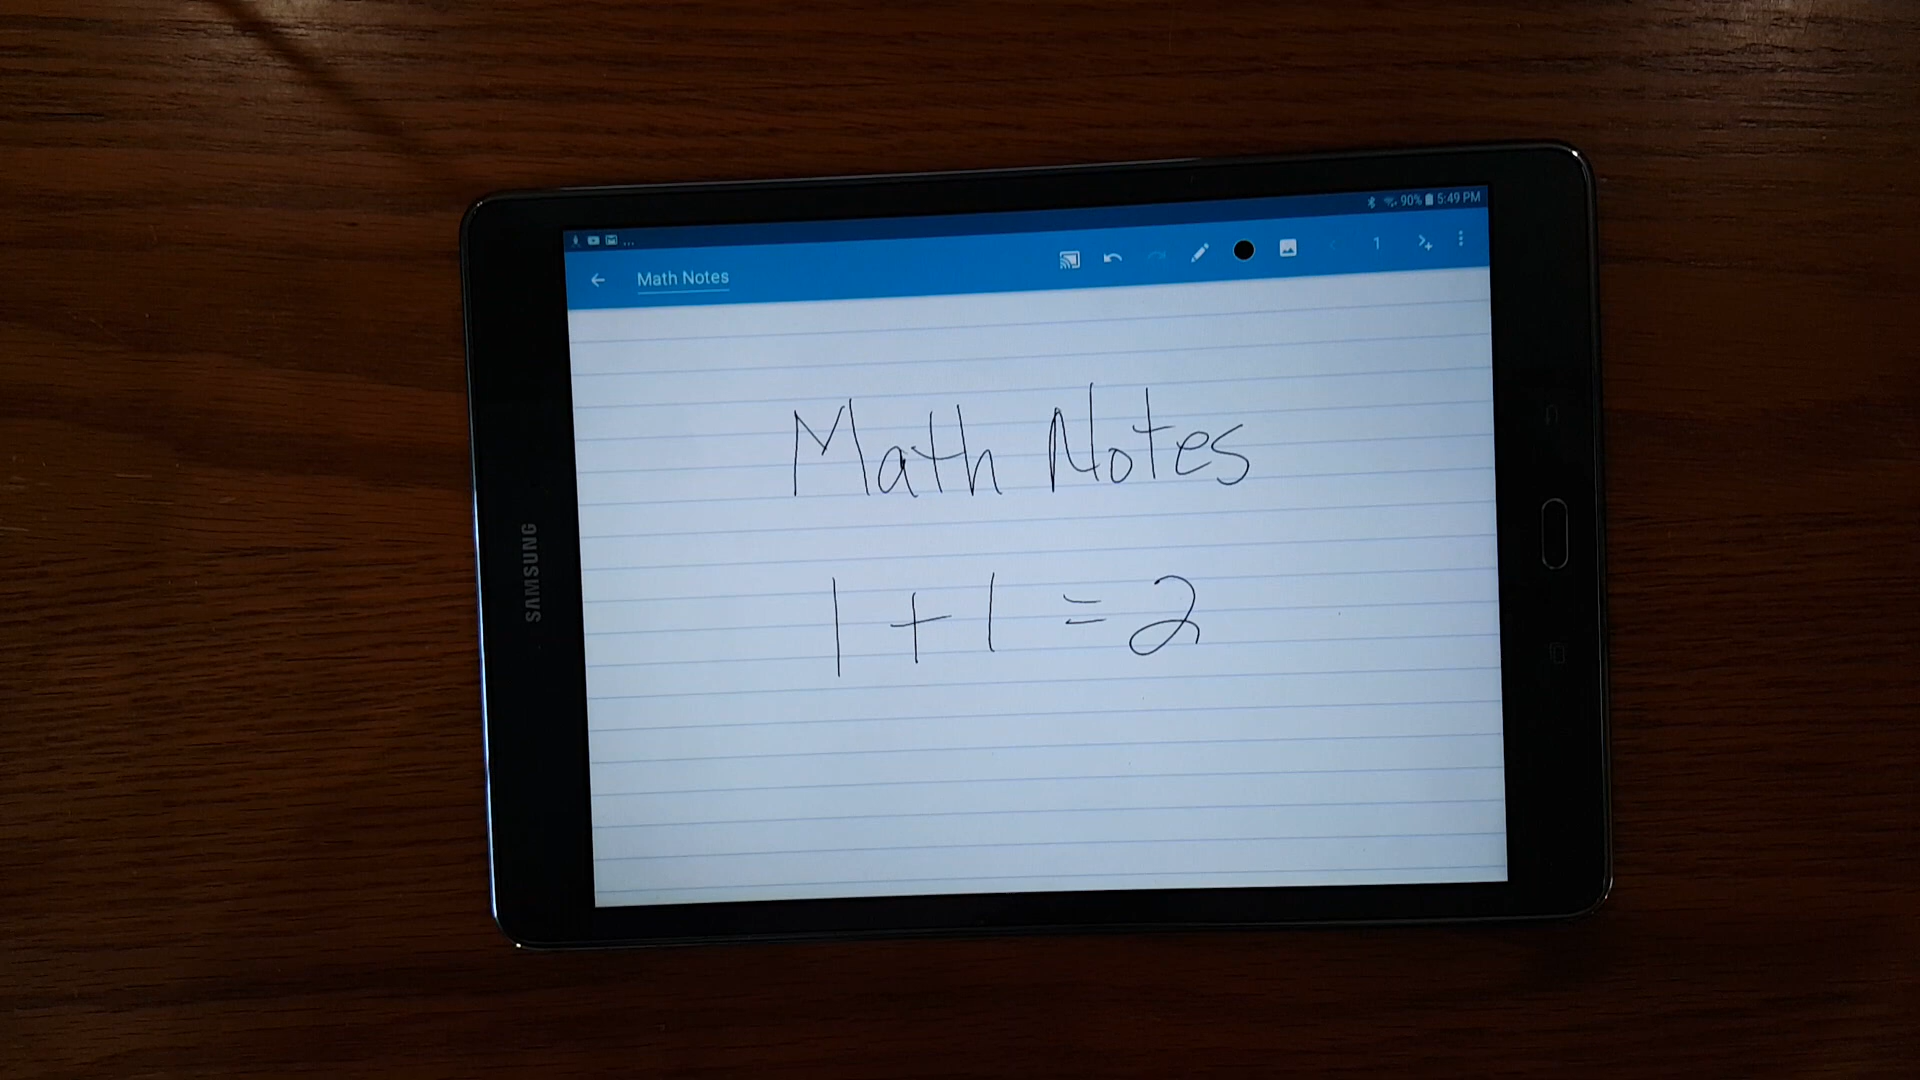 90% 5:49 PM
...
Math Notes
1
Math Notes
1 + 1 = 2
SAMSUNG